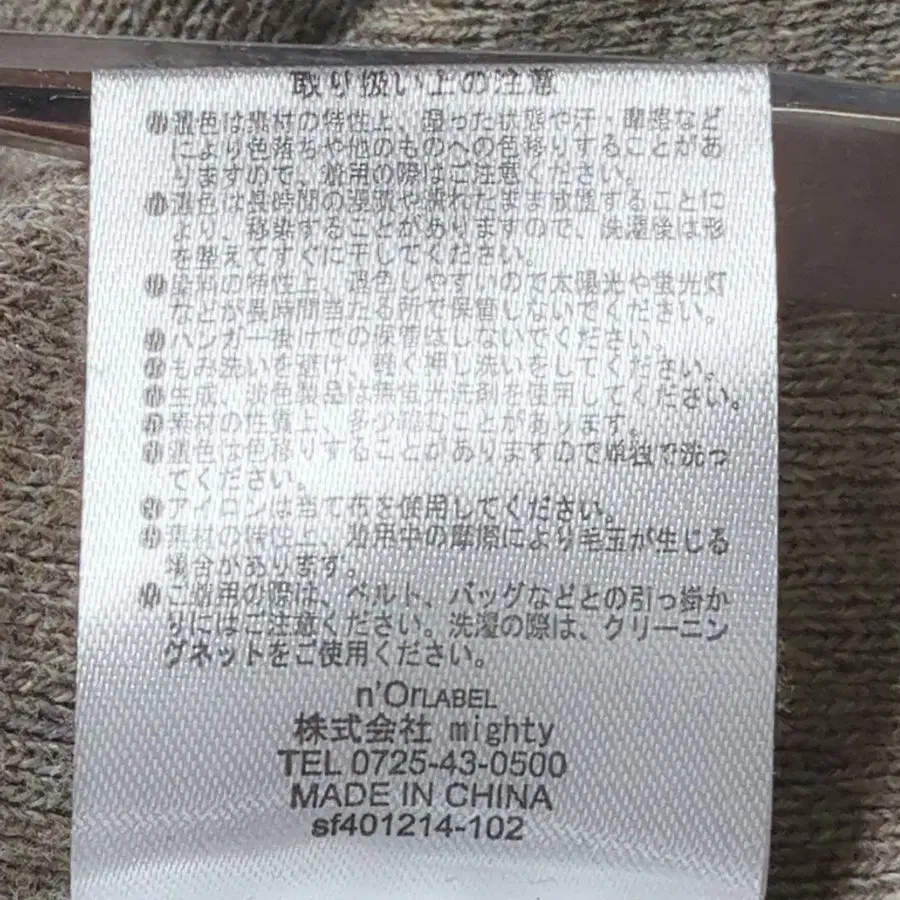 取り扱い上の注意
濃色は素材の特性上、湿った状態や汗・摩擦など
により色落ちや他のものへの色移りすることがあ
りますので、着用の際はご注意ください。
濃色は長時間の浸漬や濡れたまま放置することに
より、移染することがありますので、洗濯後は形
を整えてすぐに干してください。
染料の特性上、退色しやすいので太陽光や蛍光灯
などが長時間当たる所で保管しないでください。
ハンガー掛けでの保管はしないでください。
もみ洗いを避け、軽く押し洗いをしてください。
生成、淡色製品は無蛍光洗剤を使用してください。
素材の性質上、多少縮むことがあります。
濃色は色移りすることがありますので単独で洗っ
てください。
アイロンは当て布を使用してください。
素材の特性上、着用中の摩擦により毛玉が生じる
場合があります。
ご着用の際は、ベルト、バッグなどとの引っ掛か
りにはご注意ください。洗濯の際は、クリーニン
グネットをご使用ください。
n'OrLABEL
株式会社 mighty
TEL 0725-43-0500
MADE IN CHINA
sf401214-102